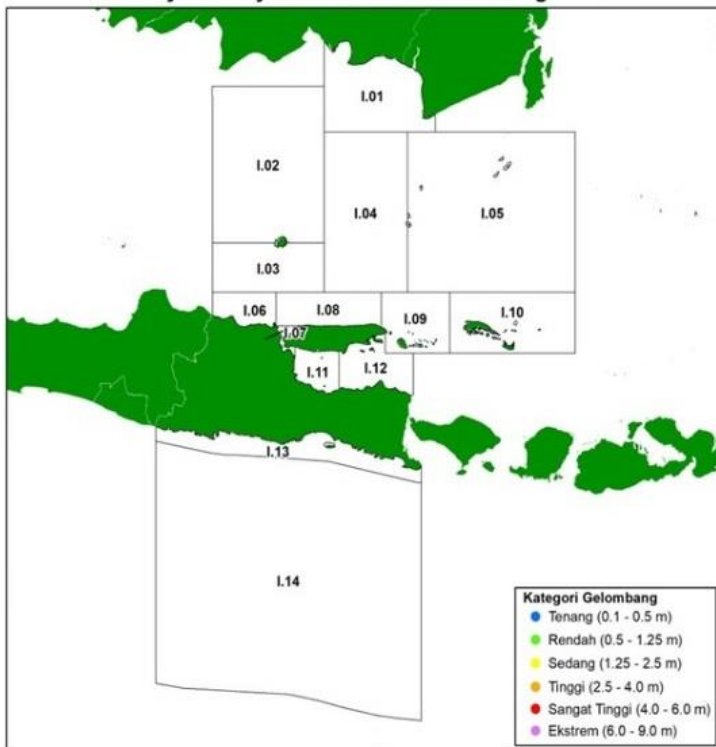 I.01
I.02
I.04
I.05
I.03
I.06
I.08
I.09
I.10
I.07
I.11
I.12
I.13
I.14
Kategori Gelombang
Tenang (0.1 - 0.5 m)
Rendah (0.5 - 1.25 m)
Sedang (1.25 - 2.5 m)
Tinggi (2.5 - 4.0 m)
Sangat Tinggi (4.0 - 6.0 m)
Ekstrem (6.0 - 9.0 m)